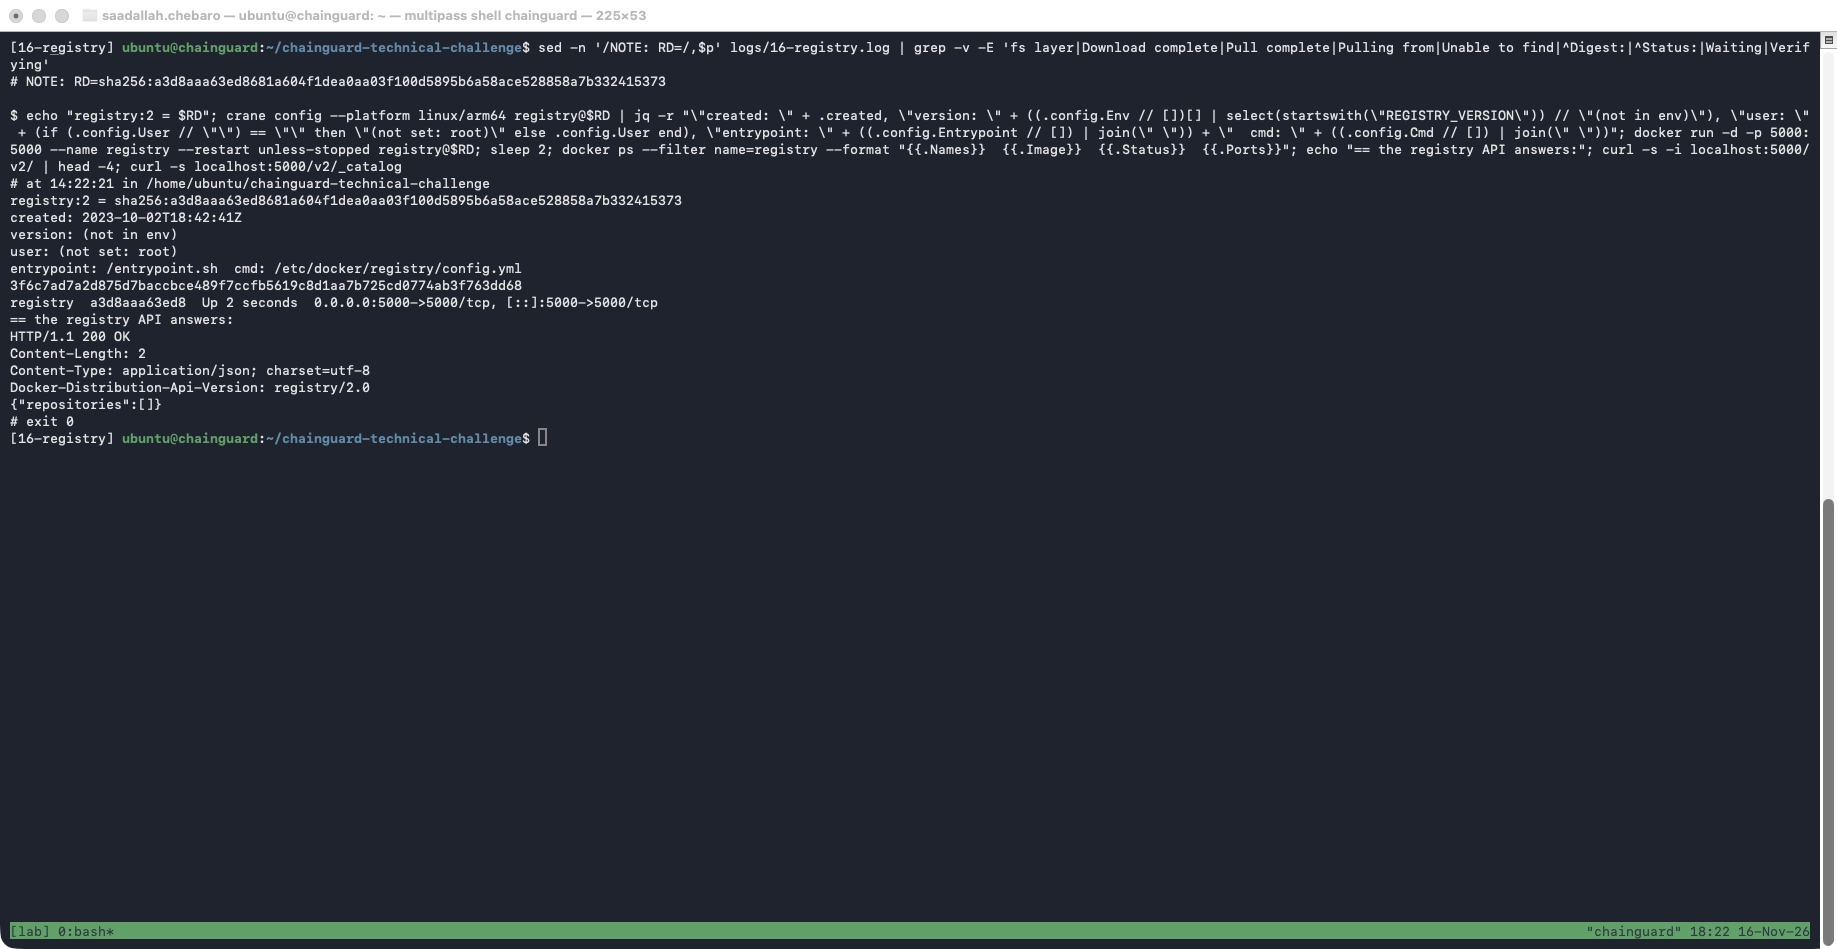 saadallah.chebaro — ubuntu@chainguard: ~ — multipass shell chainguard — 225×53
[16-registry] ubuntu@chainguard:~/chainguard-technical-challenge$ sed -n '/NOTE: RD=/,$p' logs/16-registry.log | grep -v -E 'fs layer|Download complete|Pull complete|Pulling from|Unable to find|^Digest:|^Status:|Waiting|Verif
ying'
# NOTE: RD=sha256:a3d8aaa63ed8681a604f1dea0aa03f100d5895b6a58ace528858a7b332415373
$ echo "registry:2 = $RD"; crane config --platform linux/arm64 registry@$RD | jq -r "\"created: \" + .created, \"version: \" + ((.config.Env // [])[] | select(startswith(\"REGISTRY_VERSION\")) // \"(not in env)\"), \"user: \"
 + (if (.config.User // \"\") == \"\" then \"(not set: root)\" else .config.User end), \"entrypoint: \" + ((.config.Entrypoint // []) | join(\" \")) + \"  cmd: \" + ((.config.Cmd // []) | join(\" \"))"; docker run -d -p 5000:
5000 --name registry --restart unless-stopped registry@$RD; sleep 2; docker ps --filter name=registry --format "{{.Names}}  {{.Image}}  {{.Status}}  {{.Ports}}"; echo "== the registry API answers:"; curl -s -i localhost:5000/
v2/ | head -4; curl -s localhost:5000/v2/_catalog
# at 14:22:21 in /home/ubuntu/chainguard-technical-challenge
registry:2 = sha256:a3d8aaa63ed8681a604f1dea0aa03f100d5895b6a58ace528858a7b332415373
created: 2023-10-02T18:42:41Z
version: (not in env)
user: (not set: root)
entrypoint: /entrypoint.sh  cmd: /etc/docker/registry/config.yml
3f6c7ad7a2d875d7baccbce489f7ccfb5619c8d1aa7b725cd0774ab3f763dd68
registry  a3d8aaa63ed8  Up 2 seconds  0.0.0.0:5000->5000/tcp, [::]:5000->5000/tcp
== the registry API answers:
HTTP/1.1 200 OK
Content-Length: 2
Content-Type: application/json; charset=utf-8
Docker-Distribution-Api-Version: registry/2.0
{"repositories":[]}
# exit 0
[16-registry] ubuntu@chainguard:~/chainguard-technical-challenge$
[lab] 0:bash*
"chainguard" 18:22 16-Nov-26